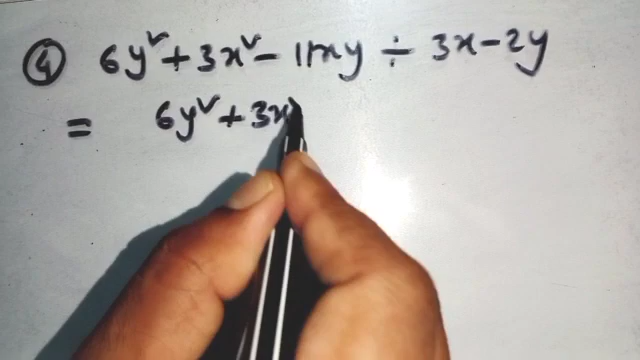 ④ 6y² + 3x² - 11xy ÷ 3x - 2y
= 6y² + 3x